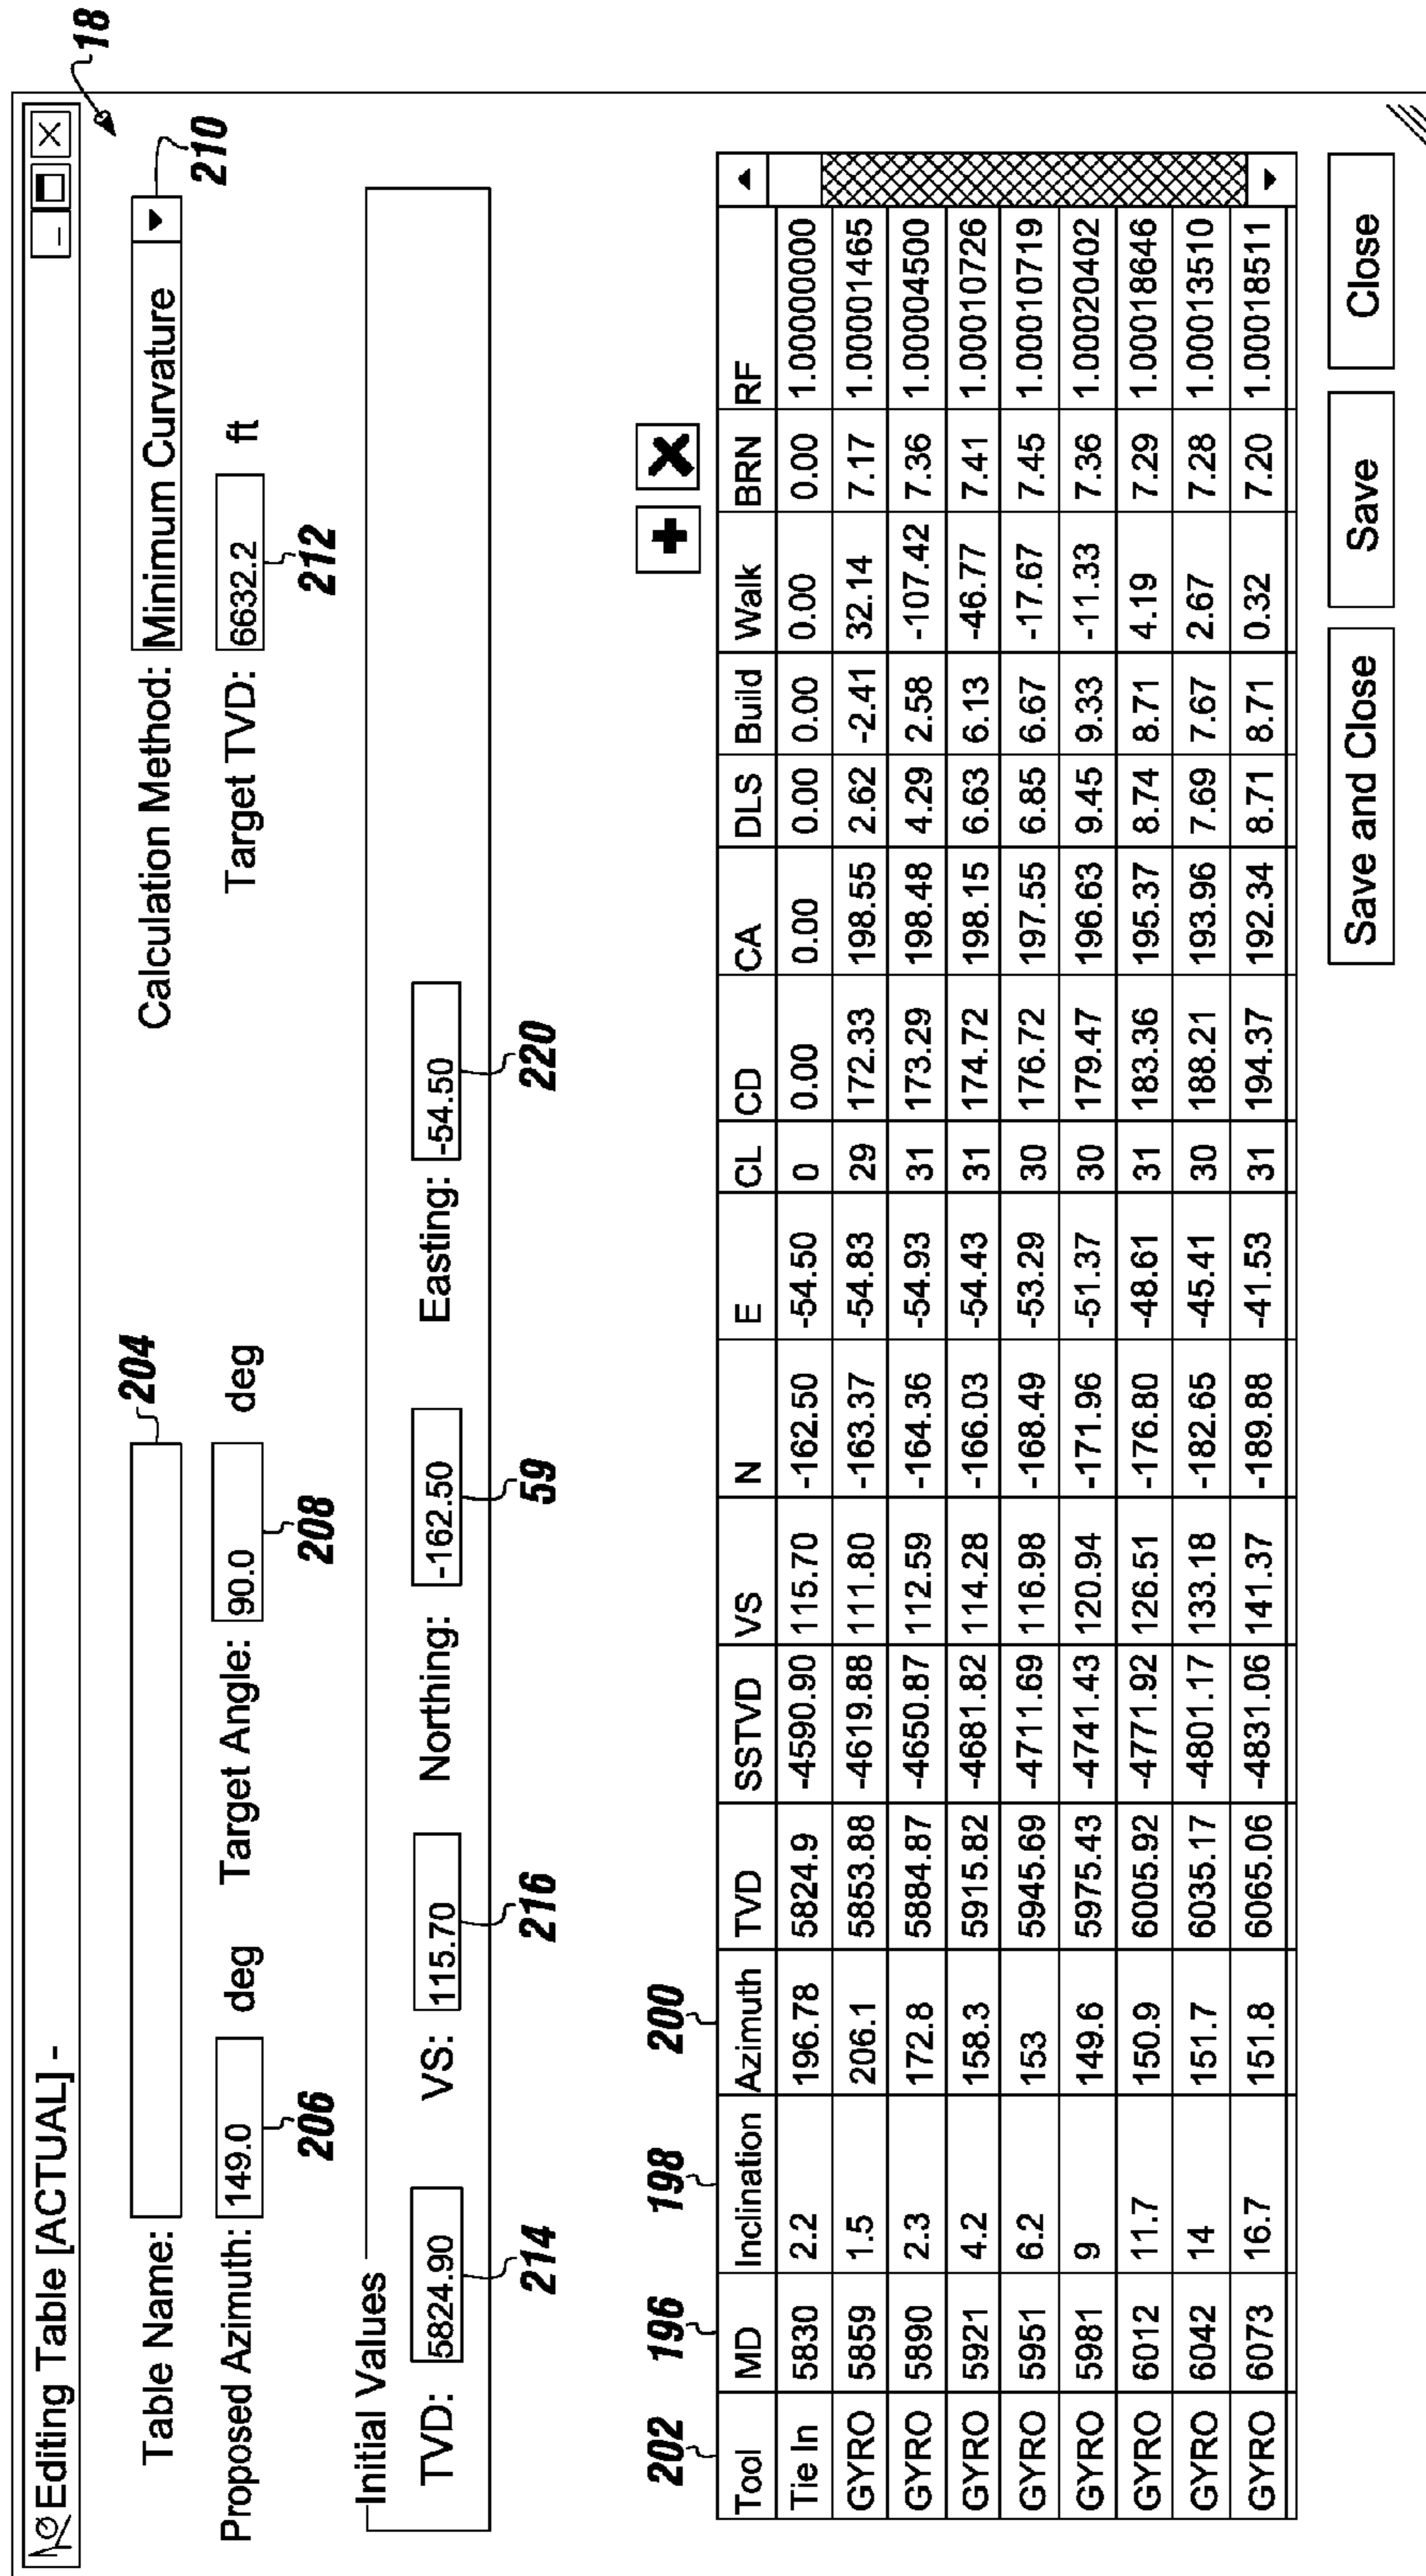 18
Editing Table [ACTUAL] -
Table Name:
204
Calculation Method: Minimum Curvature
210
Proposed Azimuth: 149.0 deg Target Angle: 90.0 deg Target TVD: 6632.2 ft
206 208 212
Initial Values
TVD: 5824.90 VS: 115.70 Northing: -162.50 Easting: -54.50
214 216 59 220
202 196 198 200
Tool MD Inclination Azimuth TVD SSTVD VS N E CL CD CA DLS Build Walk BRN RF
Tie In 5830 2.2 196.78 5824.9 -4590.90 115.70 -162.50 -54.50 0 0.00 0.00 0.00 0.00 0.00 0.00 1.00000000
GYRO 5859 1.5 206.1 5853.88 -4619.88 111.80 -163.37 -54.83 29 172.33 198.55 2.62 -2.41 32.14 7.17 1.00001465
GYRO 5890 2.3 172.8 5884.87 -4650.87 112.59 -164.36 -54.93 31 173.29 198.48 4.29 2.58 -107.42 7.36 1.00004500
GYRO 5921 4.2 158.3 5915.82 -4681.82 114.28 -166.03 -54.43 31 174.72 198.15 6.63 6.13 -46.77 7.41 1.00010726
GYRO 5951 6.2 153 5945.69 -4711.69 116.98 -168.49 -53.29 30 176.72 197.55 6.85 6.67 -17.67 7.45 1.00010719
GYRO 5981 9 149.6 5975.43 -4741.43 120.94 -171.96 -51.37 30 179.47 196.63 9.45 9.33 -11.33 7.36 1.00020402
GYRO 6012 11.7 150.9 6005.92 -4771.92 126.51 -176.80 -48.61 31 183.36 195.37 8.74 8.71 4.19 7.29 1.00018646
GYRO 6042 14 151.7 6035.17 -4801.17 133.18 -182.65 -45.41 30 188.21 193.96 7.69 7.67 2.67 7.28 1.00013510
GYRO 6073 16.7 151.8 6065.06 -4831.06 141.37 -189.88 -41.53 31 194.37 192.34 8.71 8.71 0.32 7.20 1.00018511
Save and Close Save Close